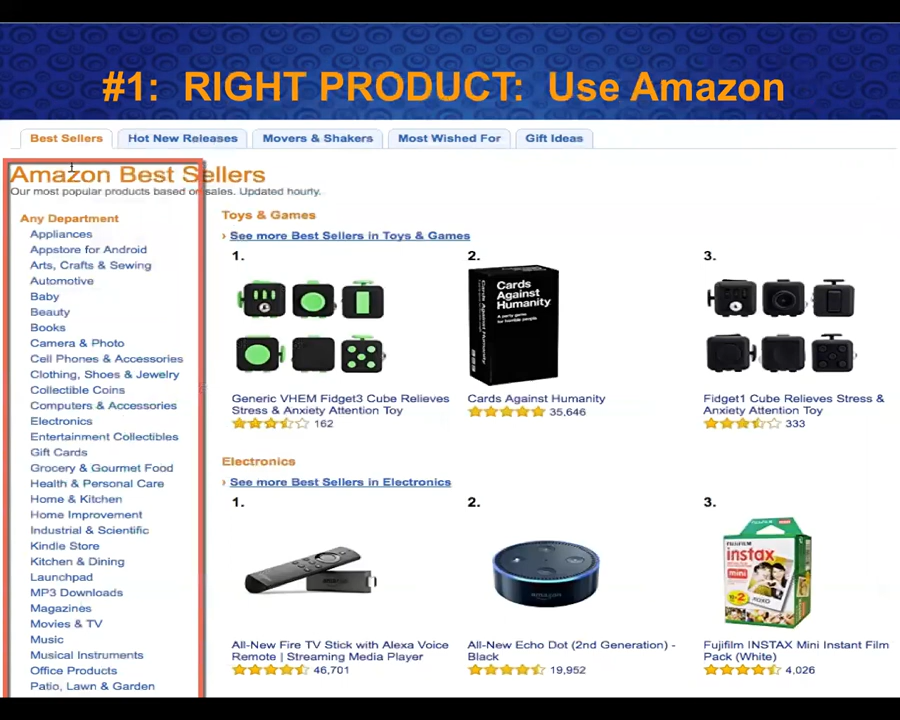 #1: RIGHT PRODUCT: Use Amazon
Best Sellers
Hot New Releases
Movers & Shakers
Most Wished For
Gift Ideas
Amazon Best Sellers
Our most popular products based on sales. Updated hourly.
Any Department
Appliances
Appstore for Android
Arts, Crafts & Sewing
Automotive
Baby
Beauty
Books
Camera & Photo
Cell Phones & Accessories
Clothing, Shoes & Jewelry
Collectible Coins
Computers & Accessories
Electronics
Entertainment Collectibles
Gift Cards
Grocery & Gourmet Food
Health & Personal Care
Home & Kitchen
Home Improvement
Industrial & Scientific
Kindle Store
Kitchen & Dining
Launchpad
MP3 Downloads
Magazines
Movies & TV
Music
Musical Instruments
Office Products
Patio, Lawn & Garden
Toys & Games
› See more Best Sellers in Toys & Games
1.
Generic VHEM Fidget3 Cube Relieves
Stress & Anxiety Attention Toy
162
2.
Cards
Against
Humanity
A party game
for horrible people.
Cards Against Humanity
35,646
3.
Fidget1 Cube Relieves Stress &
Anxiety Attention Toy
333
Electronics
› See more Best Sellers in Electronics
1.
All-New Fire TV Stick with Alexa Voice
Remote | Streaming Media Player
46,701
2.
amazon
All-New Echo Dot (2nd Generation) -
Black
19,952
3.
FUJIFILM
instax
mini
Fujifilm INSTAX Mini Instant Film
Pack (White)
4,026